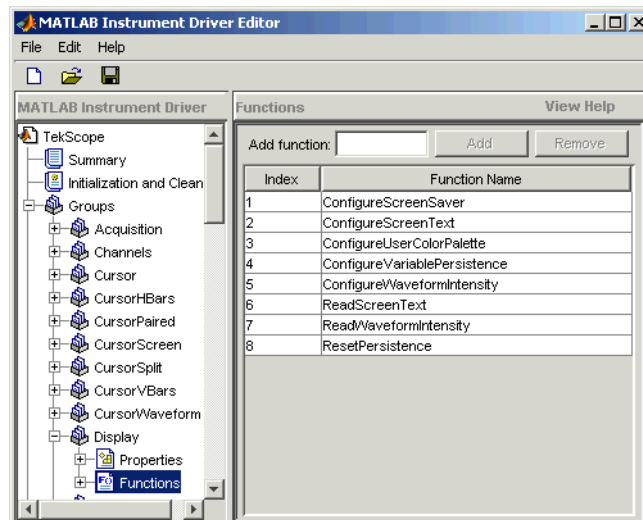 MATLAB Instrument Driver Editor
File Edit Help
MATLAB Instrument Driver
TekScope
Summary
Initialization and Clean
Groups
Acquisition
Channels
Cursor
CursorHBars
CursorPaired
CursorScreen
CursorSplit
CursorVBars
CursorWaveform
Display
Properties
Functions
Functions View Help
Add function: Add Remove
Index Function Name
1 ConfigureScreenSaver
2 ConfigureScreenText
3 ConfigureUserColorPalette
4 ConfigureVariablePersistence
5 ConfigureWaveformIntensity
6 ReadScreenText
7 ReadWaveformIntensity
8 ResetPersistence